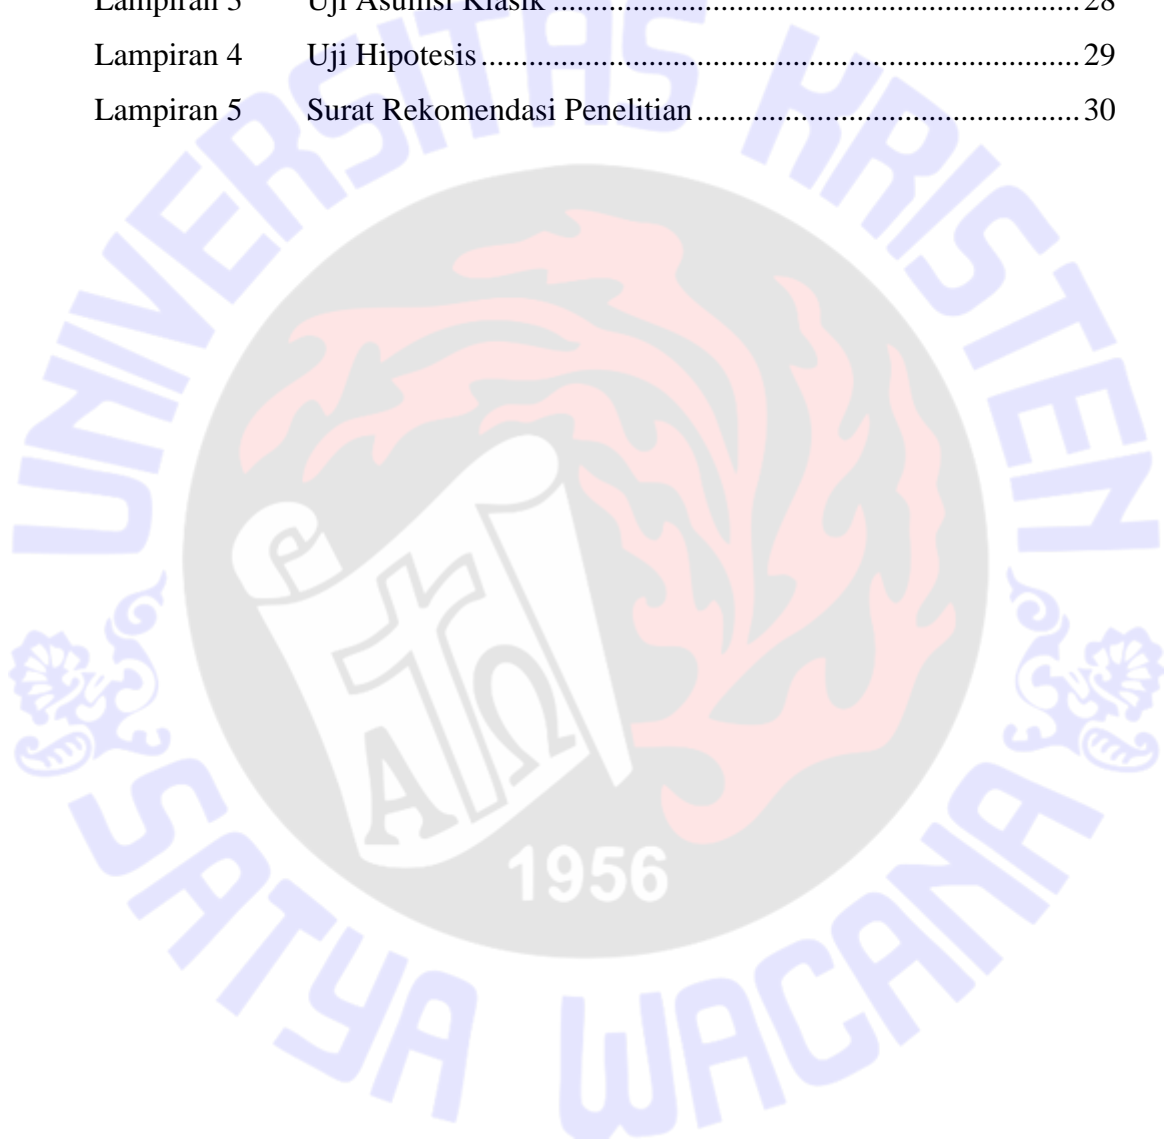 Lampiran 3 Uji Asumsi Klasik ........................................................................ 28
Lampiran 4 Uji Hipotesis ........................................................................... 29
Lampiran 5 Surat Rekomendasi Penelitian ................................................ 30
UNIVERSITAS KRISTEN
ΑΩ
1956
SATYA WACANA